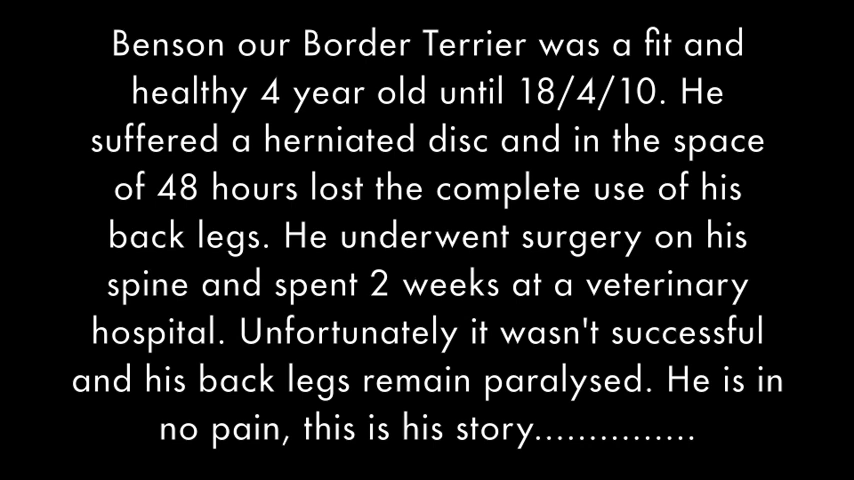 Benson our Border Terrier was a fit and
healthy 4 year old until 18/4/10. He
suffered a herniated disc and in the space
of 48 hours lost the complete use of his
back legs. He underwent surgery on his
spine and spent 2 weeks at a veterinary
hospital. Unfortunately it wasn't successful
and his back legs remain paralysed. He is in
no pain, this is his story...............